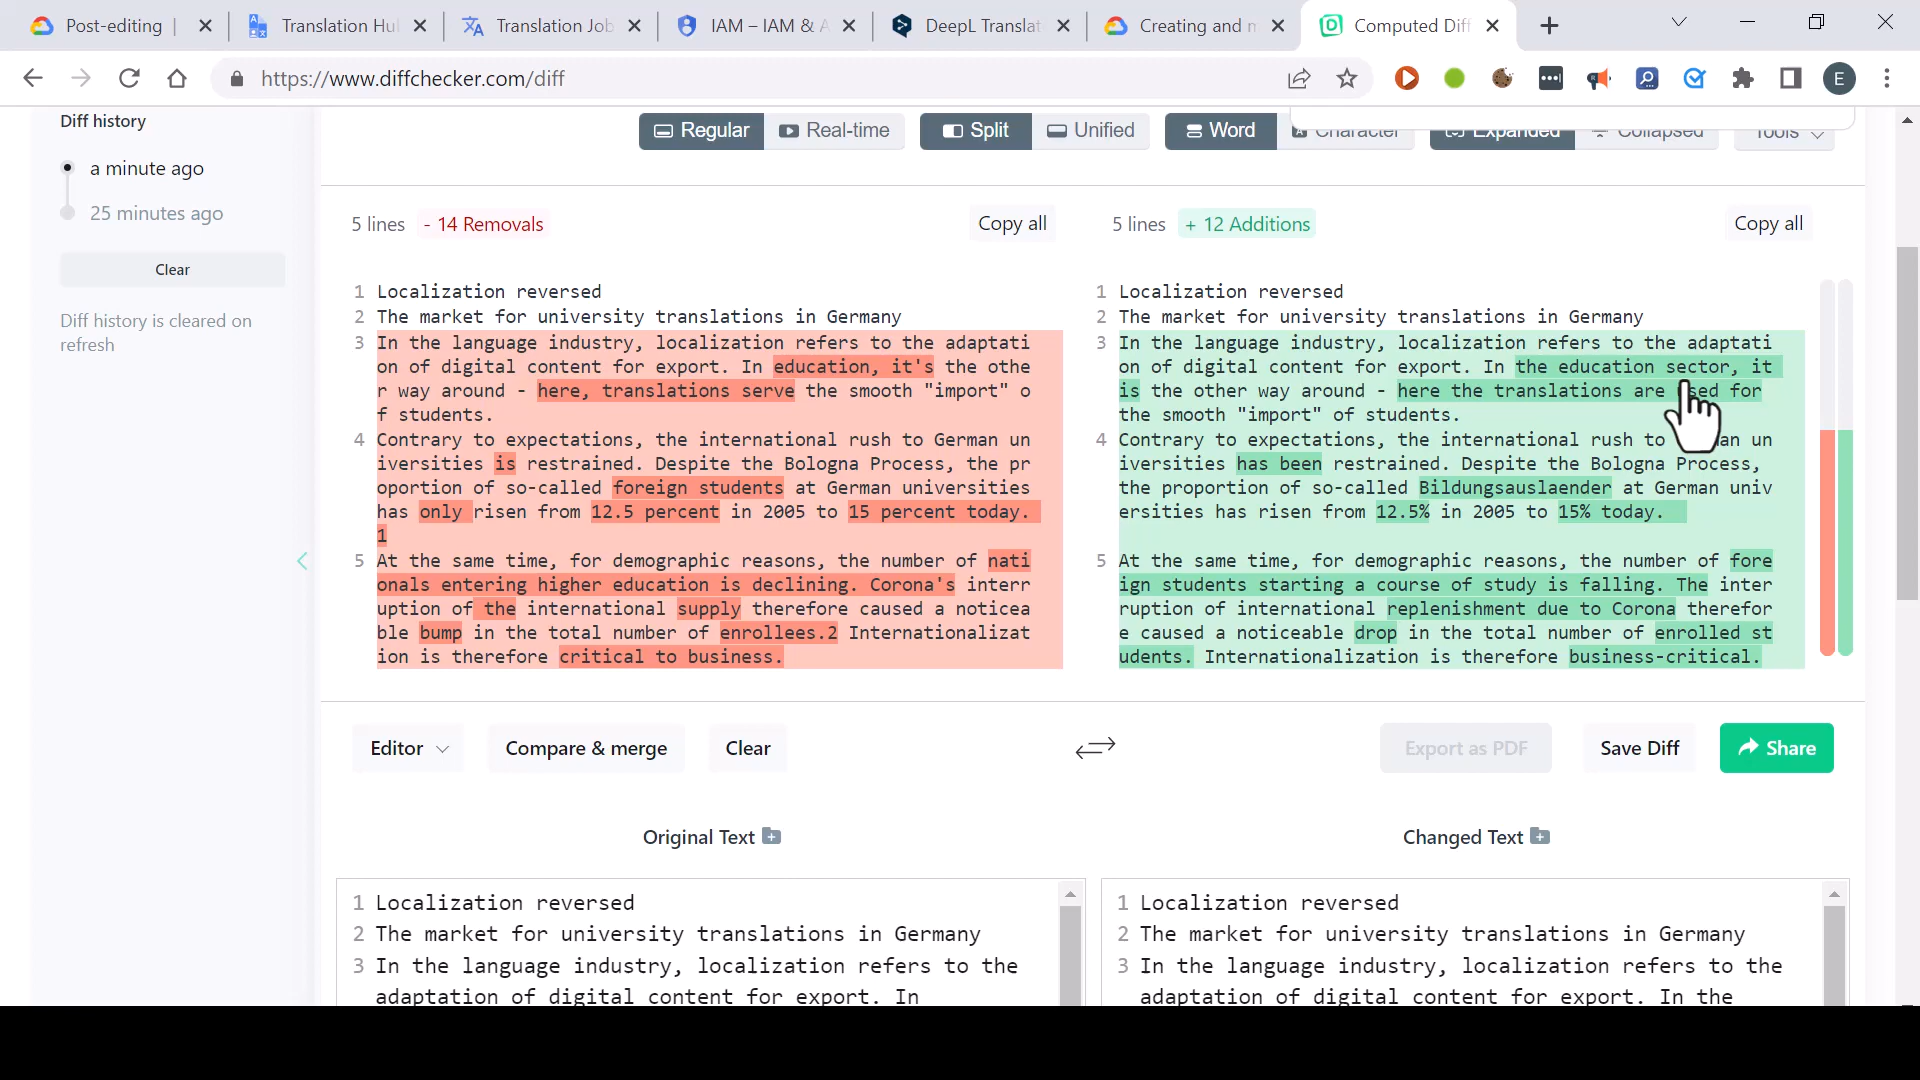 Post-editing |
Translation Hu
Translation Job
IAM – IAM & A
DeepL Translat
Creating and m
Computed Diff
https://www.diffchecker.com/diff
E
Diff history
a minute ago
25 minutes ago
Clear
Diff history is cleared on
refresh
Regular Real-time Split Unified Word Character Expanded Collapsed Tools
5 lines - 14 Removals Copy all
1 Localization reversed
2 The market for university translations in Germany
3 In the language industry, localization refers to the adaptati
on of digital content for export. In education, it's the othe
r way around - here, translations serve the smooth "import" o
f students.
4 Contrary to expectations, the international rush to German un
iversities is restrained. Despite the Bologna Process, the pr
oportion of so-called foreign students at German universities
has only risen from 12.5 percent in 2005 to 15 percent today.
1
5 At the same time, for demographic reasons, the number of nati
onals entering higher education is declining. Corona's interr
uption of the international supply therefore caused a noticea
ble bump in the total number of enrollees.2 Internationalizat
ion is therefore critical to business.
5 lines + 12 Additions Copy all
1 Localization reversed
2 The market for university translations in Germany
3 In the language industry, localization refers to the adaptati
on of digital content for export. In the education sector, it
is the other way around - here the translations are used for
the smooth "import" of students.
4 Contrary to expectations, the international rush to German un
iversities has been restrained. Despite the Bologna Process,
the proportion of so-called Bildungsauslaender at German univ
ersities has risen from 12.5% in 2005 to 15% today.
5 At the same time, for demographic reasons, the number of fore
ign students starting a course of study is falling. The inter
ruption of international replenishment due to Corona therefor
e caused a noticeable drop in the total number of enrolled st
udents. Internationalization is therefore business-critical.
Editor Compare & merge Clear Export as PDF Save Diff Share
Original Text
1 Localization reversed
2 The market for university translations in Germany
3 In the language industry, localization refers to the
adaptation of digital content for export. In
Changed Text
1 Localization reversed
2 The market for university translations in Germany
3 In the language industry, localization refers to the
adaptation of digital content for export. In the